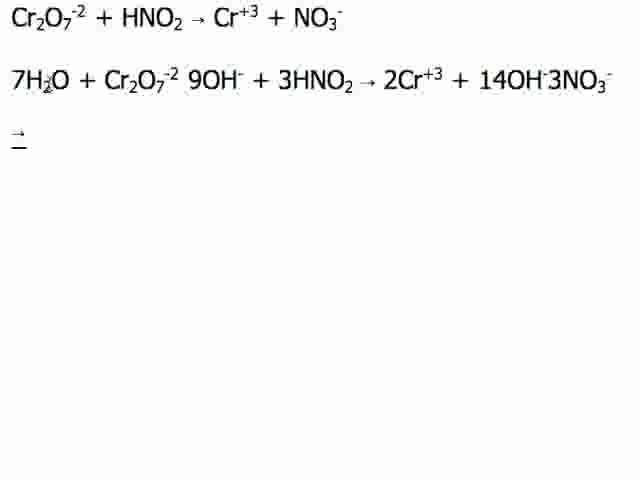 Cr₂O₇⁻² + HNO₂ → Cr⁺³ + NO₃⁻
7H₂O + Cr₂O₇⁻² 9OH⁻ + 3HNO₂ → 2Cr⁺³ + 14OH⁻3NO₃⁻
→